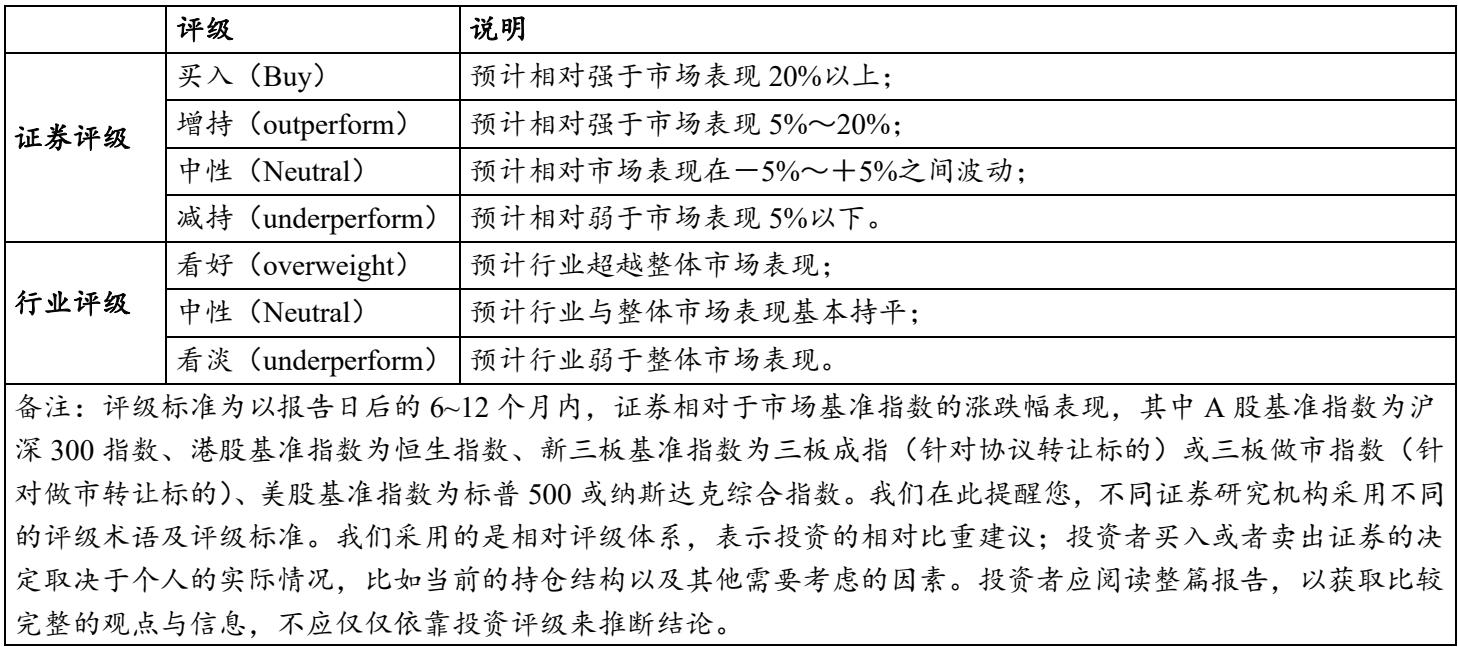 评级 说明
证券评级
买入（Buy） 预计相对强于市场表现 20%以上；
增持（outperform） 预计相对强于市场表现 5%～20%；
中性（Neutral） 预计相对市场表现在－5%～＋5%之间波动；
减持（underperform） 预计相对弱于市场表现 5%以下。
行业评级
看好（overweight） 预计行业超越整体市场表现；
中性（Neutral） 预计行业与整体市场表现基本持平；
看淡（underperform） 预计行业弱于整体市场表现。
备注：评级标准为以报告日后的 6~12 个月内，证券相对于市场基准指数的涨跌幅表现，其中 A 股基准指数为沪
深 300 指数、港股基准指数为恒生指数、新三板基准指数为三板成指（针对协议转让标的）或三板做市指数（针
对做市转让标的）、美股基准指数为标普 500 或纳斯达克综合指数。我们在此提醒您，不同证券研究机构采用不同
的评级术语及评级标准。我们采用的是相对评级体系，表示投资的相对比重建议；投资者买入或者卖出证券的决
定取决于个人的实际情况，比如当前的持仓结构以及其他需要考虑的因素。投资者应阅读整篇报告，以获取比较
完整的观点与信息，不应仅仅依靠投资评级来推断结论。